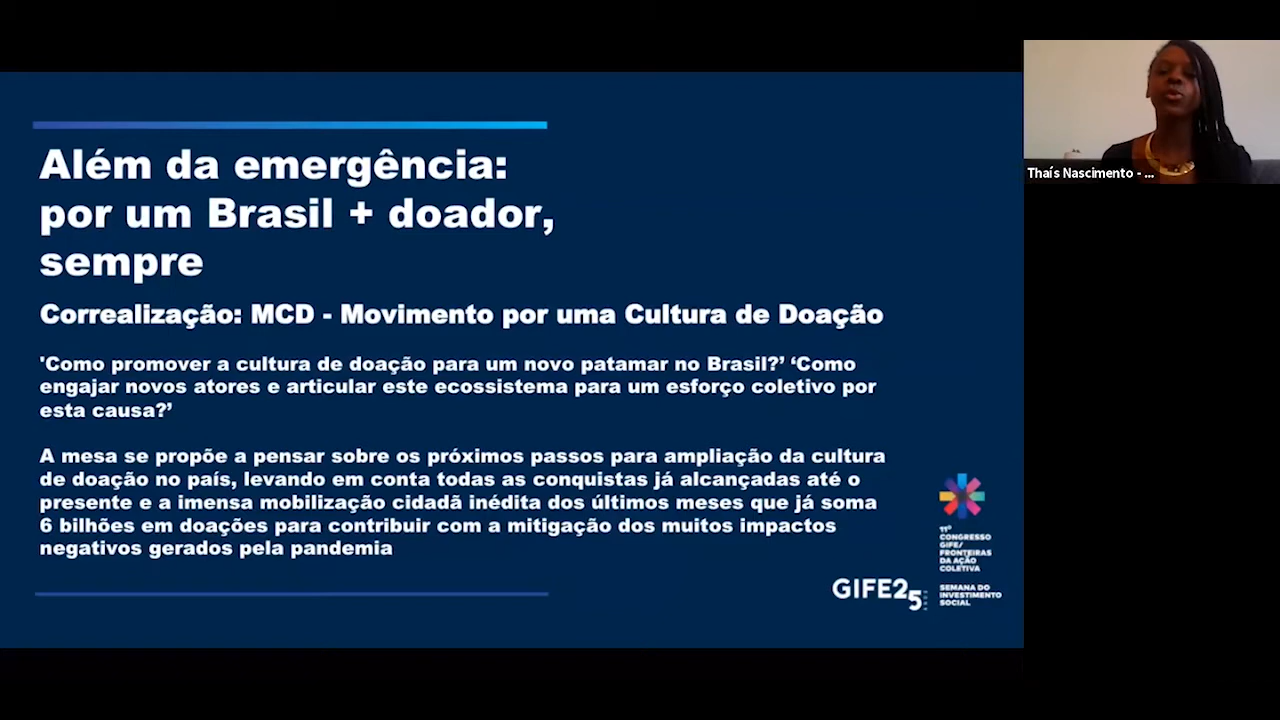 Além da emergência:
por um Brasil + doador,
sempre
Correalização: MCD - Movimento por uma Cultura de Doação
'Como promover a cultura de doação para um novo patamar no Brasil?’ ‘Como
engajar novos atores e articular este ecossistema para um esforço coletivo por
esta causa?’
A mesa se propõe a pensar sobre os próximos passos para ampliação da cultura
de doação no país, levando em conta todas as conquistas já alcançadas até o
presente e a imensa mobilização cidadã inédita dos últimos meses que já soma
6 bilhões em doações para contribuir com a mitigação dos muitos impactos
negativos gerados pela pandemia
GIFE25
ANOS
11º
CONGRESSO
GIFE/
FRONTEIRAS
DA AÇÃO
COLETIVA
SEMANA DO
INVESTIMENTO
SOCIAL
Thaís Nascimento - ...